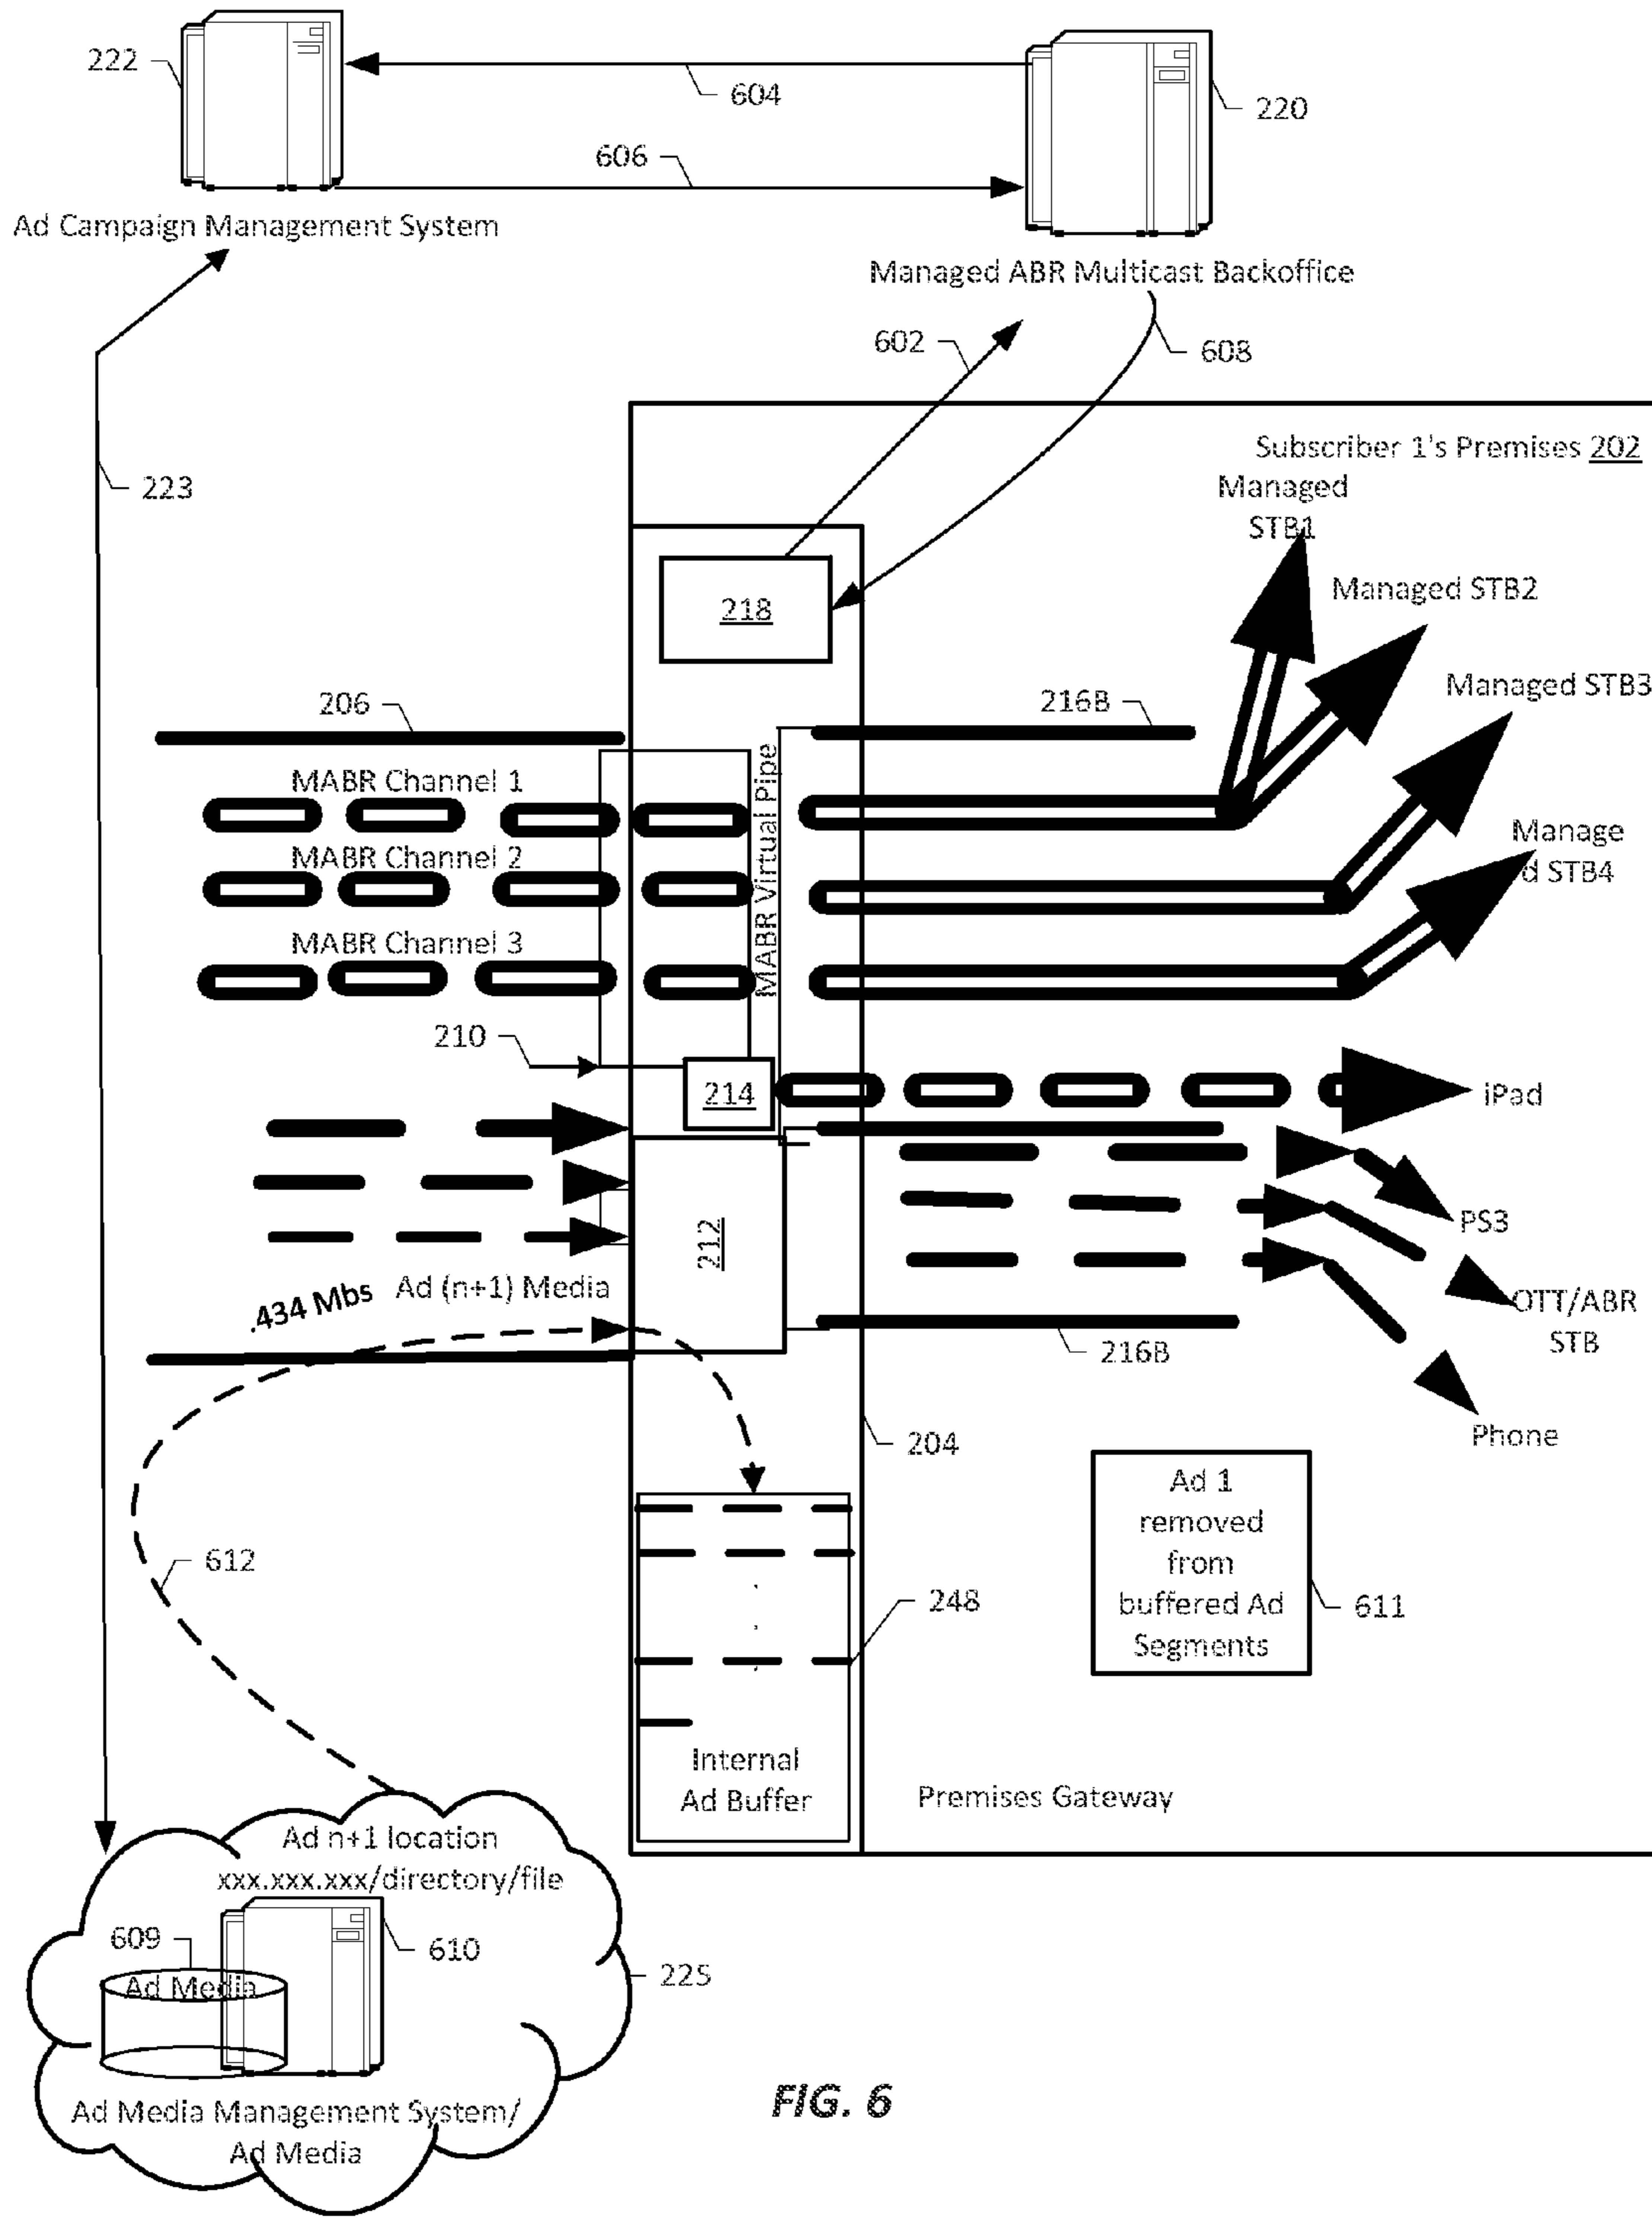 222
604
220
606
Ad Campaign Management System
Managed ABR Multicast Backoffice
602
608
223
Subscriber 1's Premises 202
Managed
STB1
Managed STB2
218
Managed STB3
206
216B
MABR Channel 1
MABR Virtual Pipe
Manage
d STB4
MABR Channel 2
MABR Channel 3
210
214
iPad
212
PS3
.434 Mbs
Ad (n+1) Media
OTT/ABR
STB
216B
204
Phone
Ad 1
removed
from
buffered Ad
Segments
612
248
611
Internal
Ad Buffer
Premises Gateway
Ad n+1 location
xxx.xxx.xxx/directory/file
609
610
Ad Media
225
Ad Media Management System/
Ad Media
FIG. 6